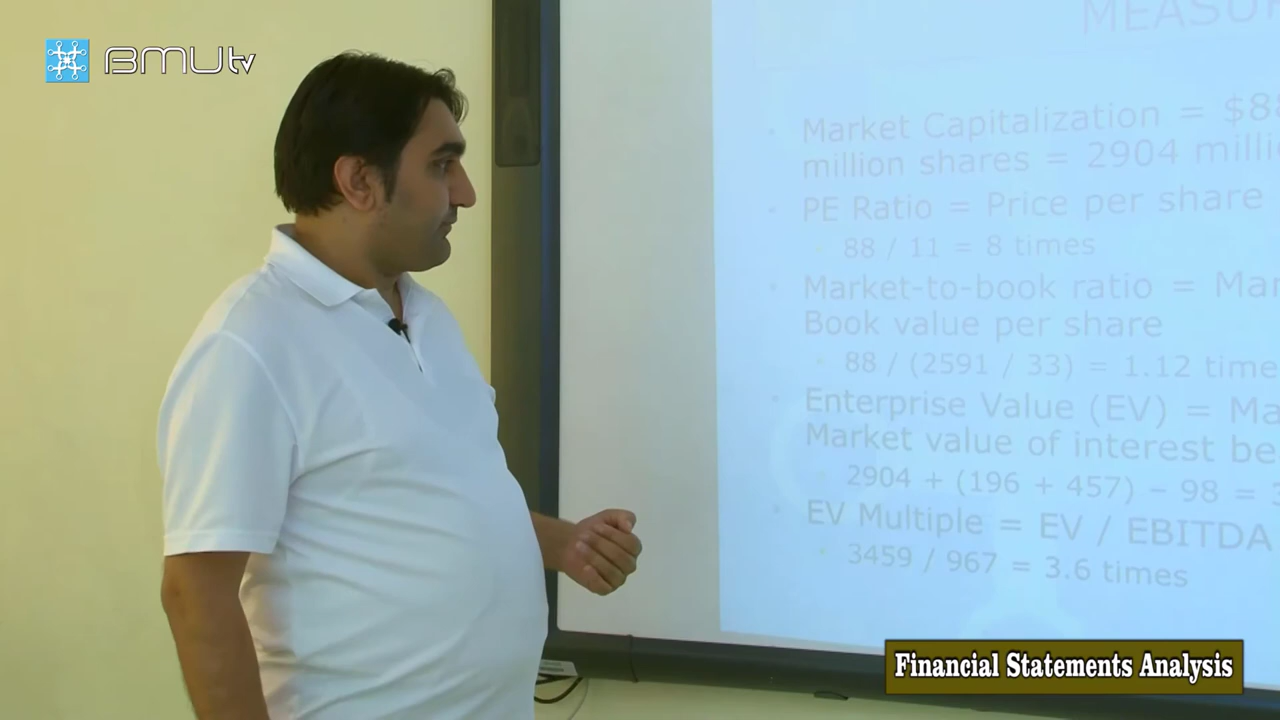 BMUtv
MEASU
Market Capitalization = $88
million shares = 2904 milli
PE Ratio = Price per share
88 / 11 = 8 times
Market-to-book ratio = Mar
Book value per share
88 / (2591 / 33) = 1.12 time
Enterprise Value (EV) = Ma
Market value of interest be
2904 + (196 + 457) – 98 = 3
EV Multiple = EV / EBITDA
3459 / 967 = 3.6 times
Financial Statements Analysis